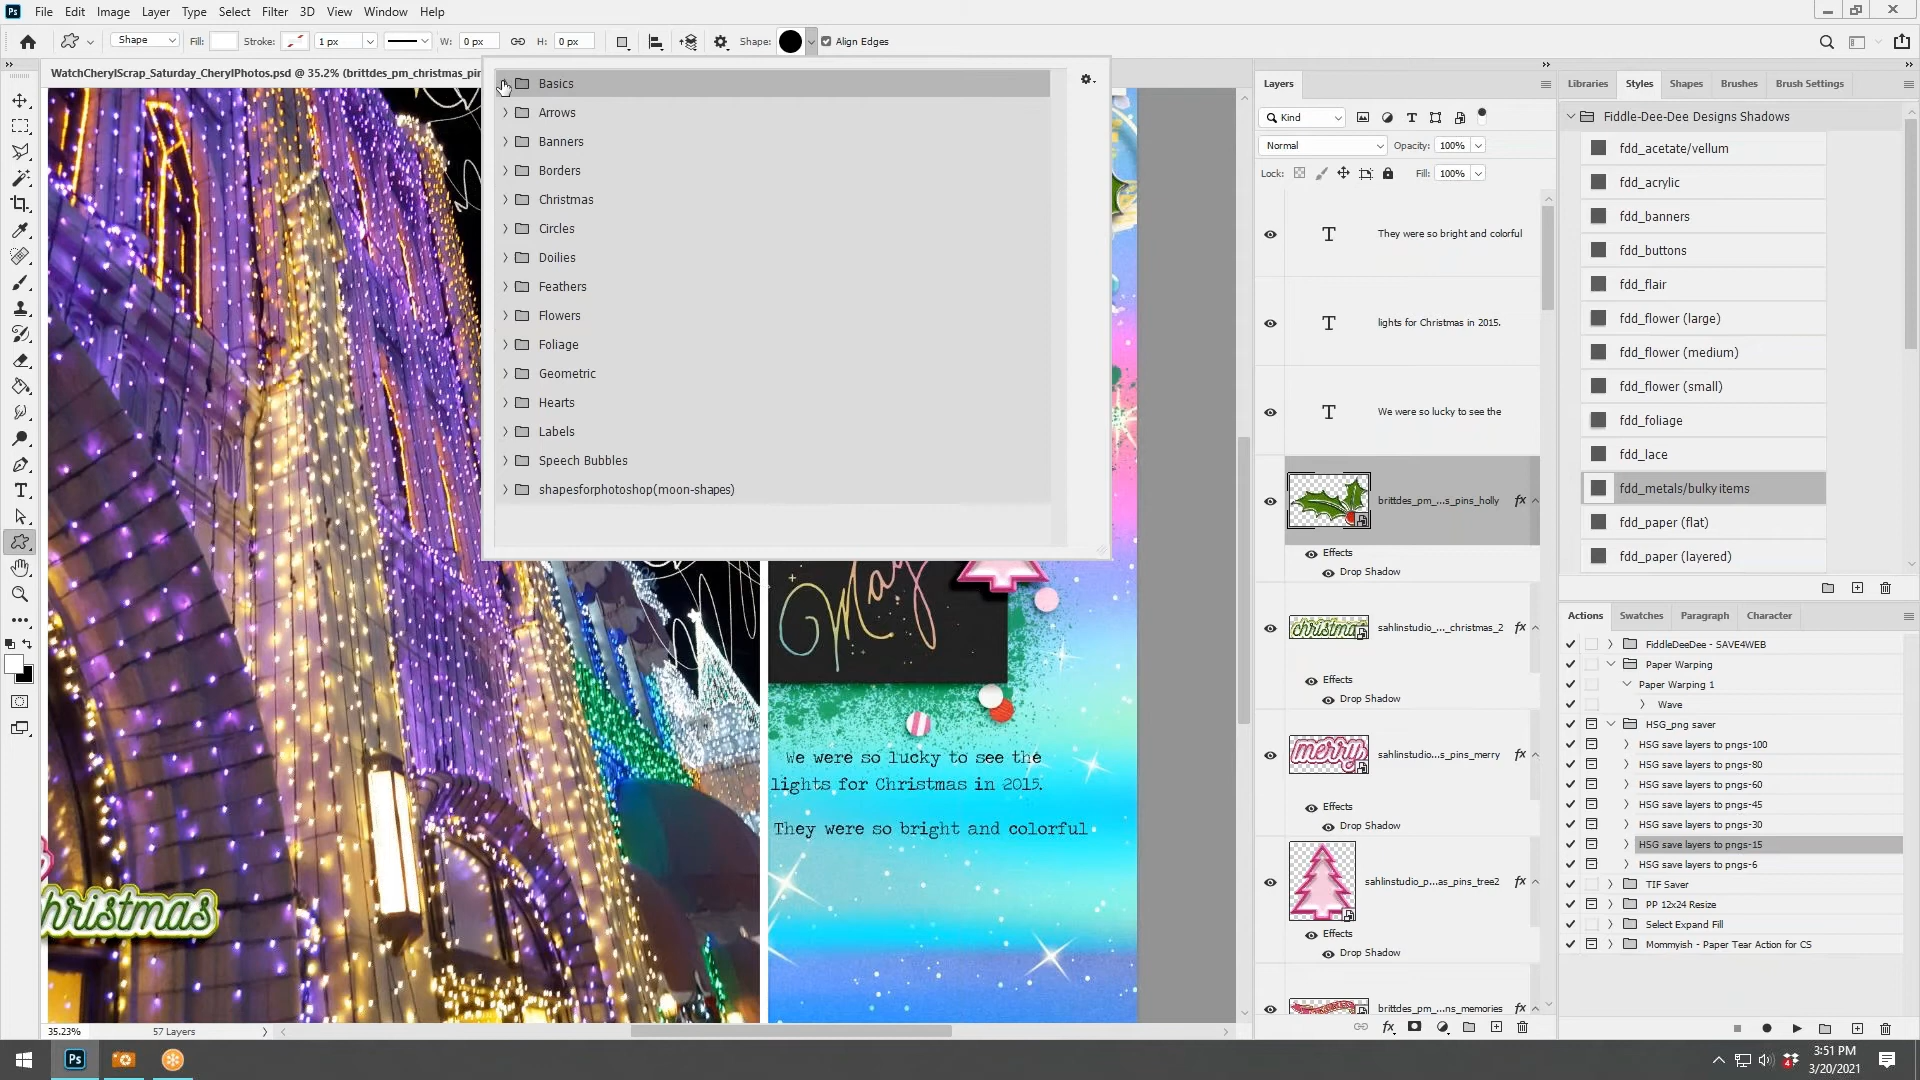 File Edit Image Layer Type Select Filter 3D View Window Help
Shape Fill: Stroke: 1 px W: 0 px H: 0 px Shape: Align Edges
WatchCherylScrap_Saturday_CherylPhotos.psd @ 35.2% (brittdes_pm_christmas_pin
Basics
Arrows
Banners
Borders
Christmas
Circles
Doilies
Feathers
Flowers
Foliage
Geometric
Hearts
Labels
Speech Bubbles
shapesforphotoshop(moon-shapes)
christmas
May
We were so lucky to see the
lights for Christmas in 2015.
They were so bright and colorful
35.23% 57 Layers
Layers
Kind
Normal Opacity: 100%
Lock: Fill: 100%
They were so bright and colorful
lights for Christmas in 2015.
We were so lucky to see the
brittdes_pm_...s_pins_holly fx
Effects
Drop Shadow
christmas sahlinstudio_..._christmas_2 fx
Effects
Drop Shadow
merry sahlinstudio...s_pins_merry fx
Effects
Drop Shadow
sahlinstudio_p...as_pins_tree2 fx
Effects
Drop Shadow
brittdes_pm_...ns_memories fx
Libraries Styles Shapes Brushes Brush Settings
Fiddle-Dee-Dee Designs Shadows
fdd_acetate/vellum
fdd_acrylic
fdd_banners
fdd_buttons
fdd_flair
fdd_flower (large)
fdd_flower (medium)
fdd_flower (small)
fdd_foliage
fdd_lace
fdd_metals/bulky items
fdd_paper (flat)
fdd_paper (layered)
Actions Swatches Paragraph Character
FiddleDeeDee - SAVE4WEB
Paper Warping
Paper Warping 1
Wave
HSG_png saver
HSG save layers to pngs-100
HSG save layers to pngs-80
HSG save layers to pngs-60
HSG save layers to pngs-45
HSG save layers to pngs-30
HSG save layers to pngs-15
HSG save layers to pngs-6
TIF Saver
PP 12x24 Resize
Select Expand Fill
Mommyish - Paper Tear Action for CS
Ps
3:51 PM
3/20/2021